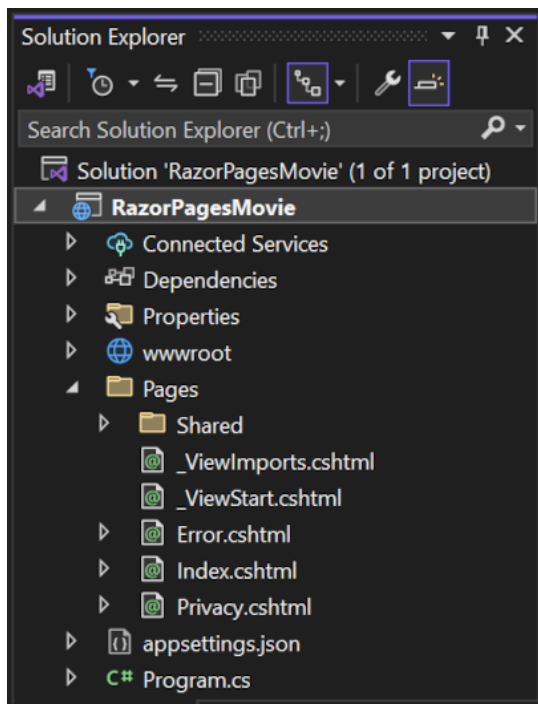 Solution Explorer
Search Solution Explorer (Ctrl+;)
Solution 'RazorPagesMovie' (1 of 1 project)
RazorPagesMovie
Connected Services
Dependencies
Properties
wwwroot
Pages
Shared
_ViewImports.cshtml
_ViewStart.cshtml
Error.cshtml
Index.cshtml
Privacy.cshtml
appsettings.json
C# Program.cs